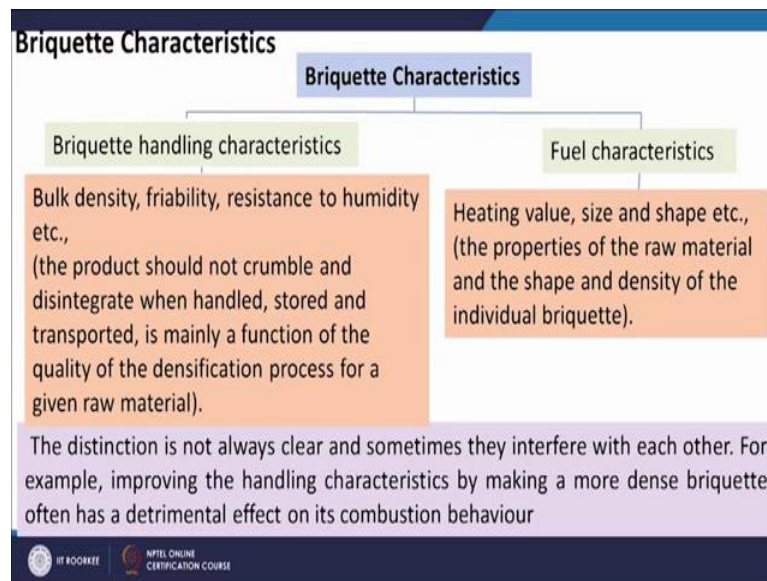 Briquette Characteristics
Briquette Characteristics
Briquette handling characteristics
Fuel characteristics
Bulk density, friability, resistance to humidity
etc.,
(the product should not crumble and
disintegrate when handled, stored and
transported, is mainly a function of the
quality of the densification process for a
given raw material).
Heating value, size and shape etc.,
(the properties of the raw material
and the shape and density of the
individual briquette).
The distinction is not always clear and sometimes they interfere with each other. For
example, improving the handling characteristics by making a more dense briquette
often has a detrimental effect on its combustion behaviour
IIT ROORKEE
NPTEL ONLINE
CERTIFICATION COURSE